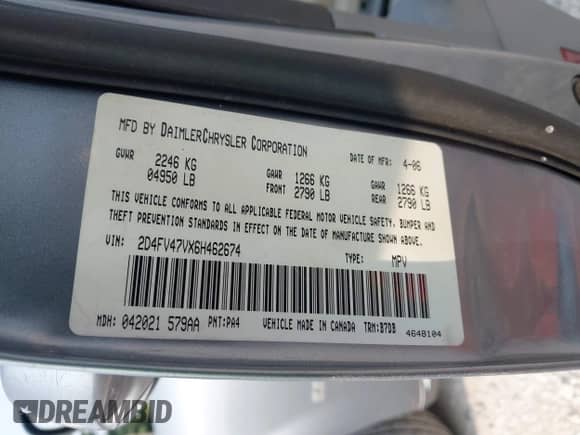 MFD BY DAIMLERCHRYSLER CORPORATION DATE OF MFR: 4-06
GVWR 2246 KG 04950 LB GAWR FRONT 1266 KG 2790 LB GAWR REAR 1266 KG 2790 LB
THIS VEHICLE CONFORMS TO ALL APPLICABLE FEDERAL MOTOR VEHICLE SAFETY, BUMPER AND
THEFT PREVENTION STANDARDS IN EFFECT ON THE DATE OF MANUFACTURE SHOWN ABOVE.
VIN: 2D4FV47VX6H462674 TYPE: MPV
MDH: 042021 579AA PNT:PA4 VEHICLE MADE IN CANADA TRM:B7DB
4648104
DREAMBID